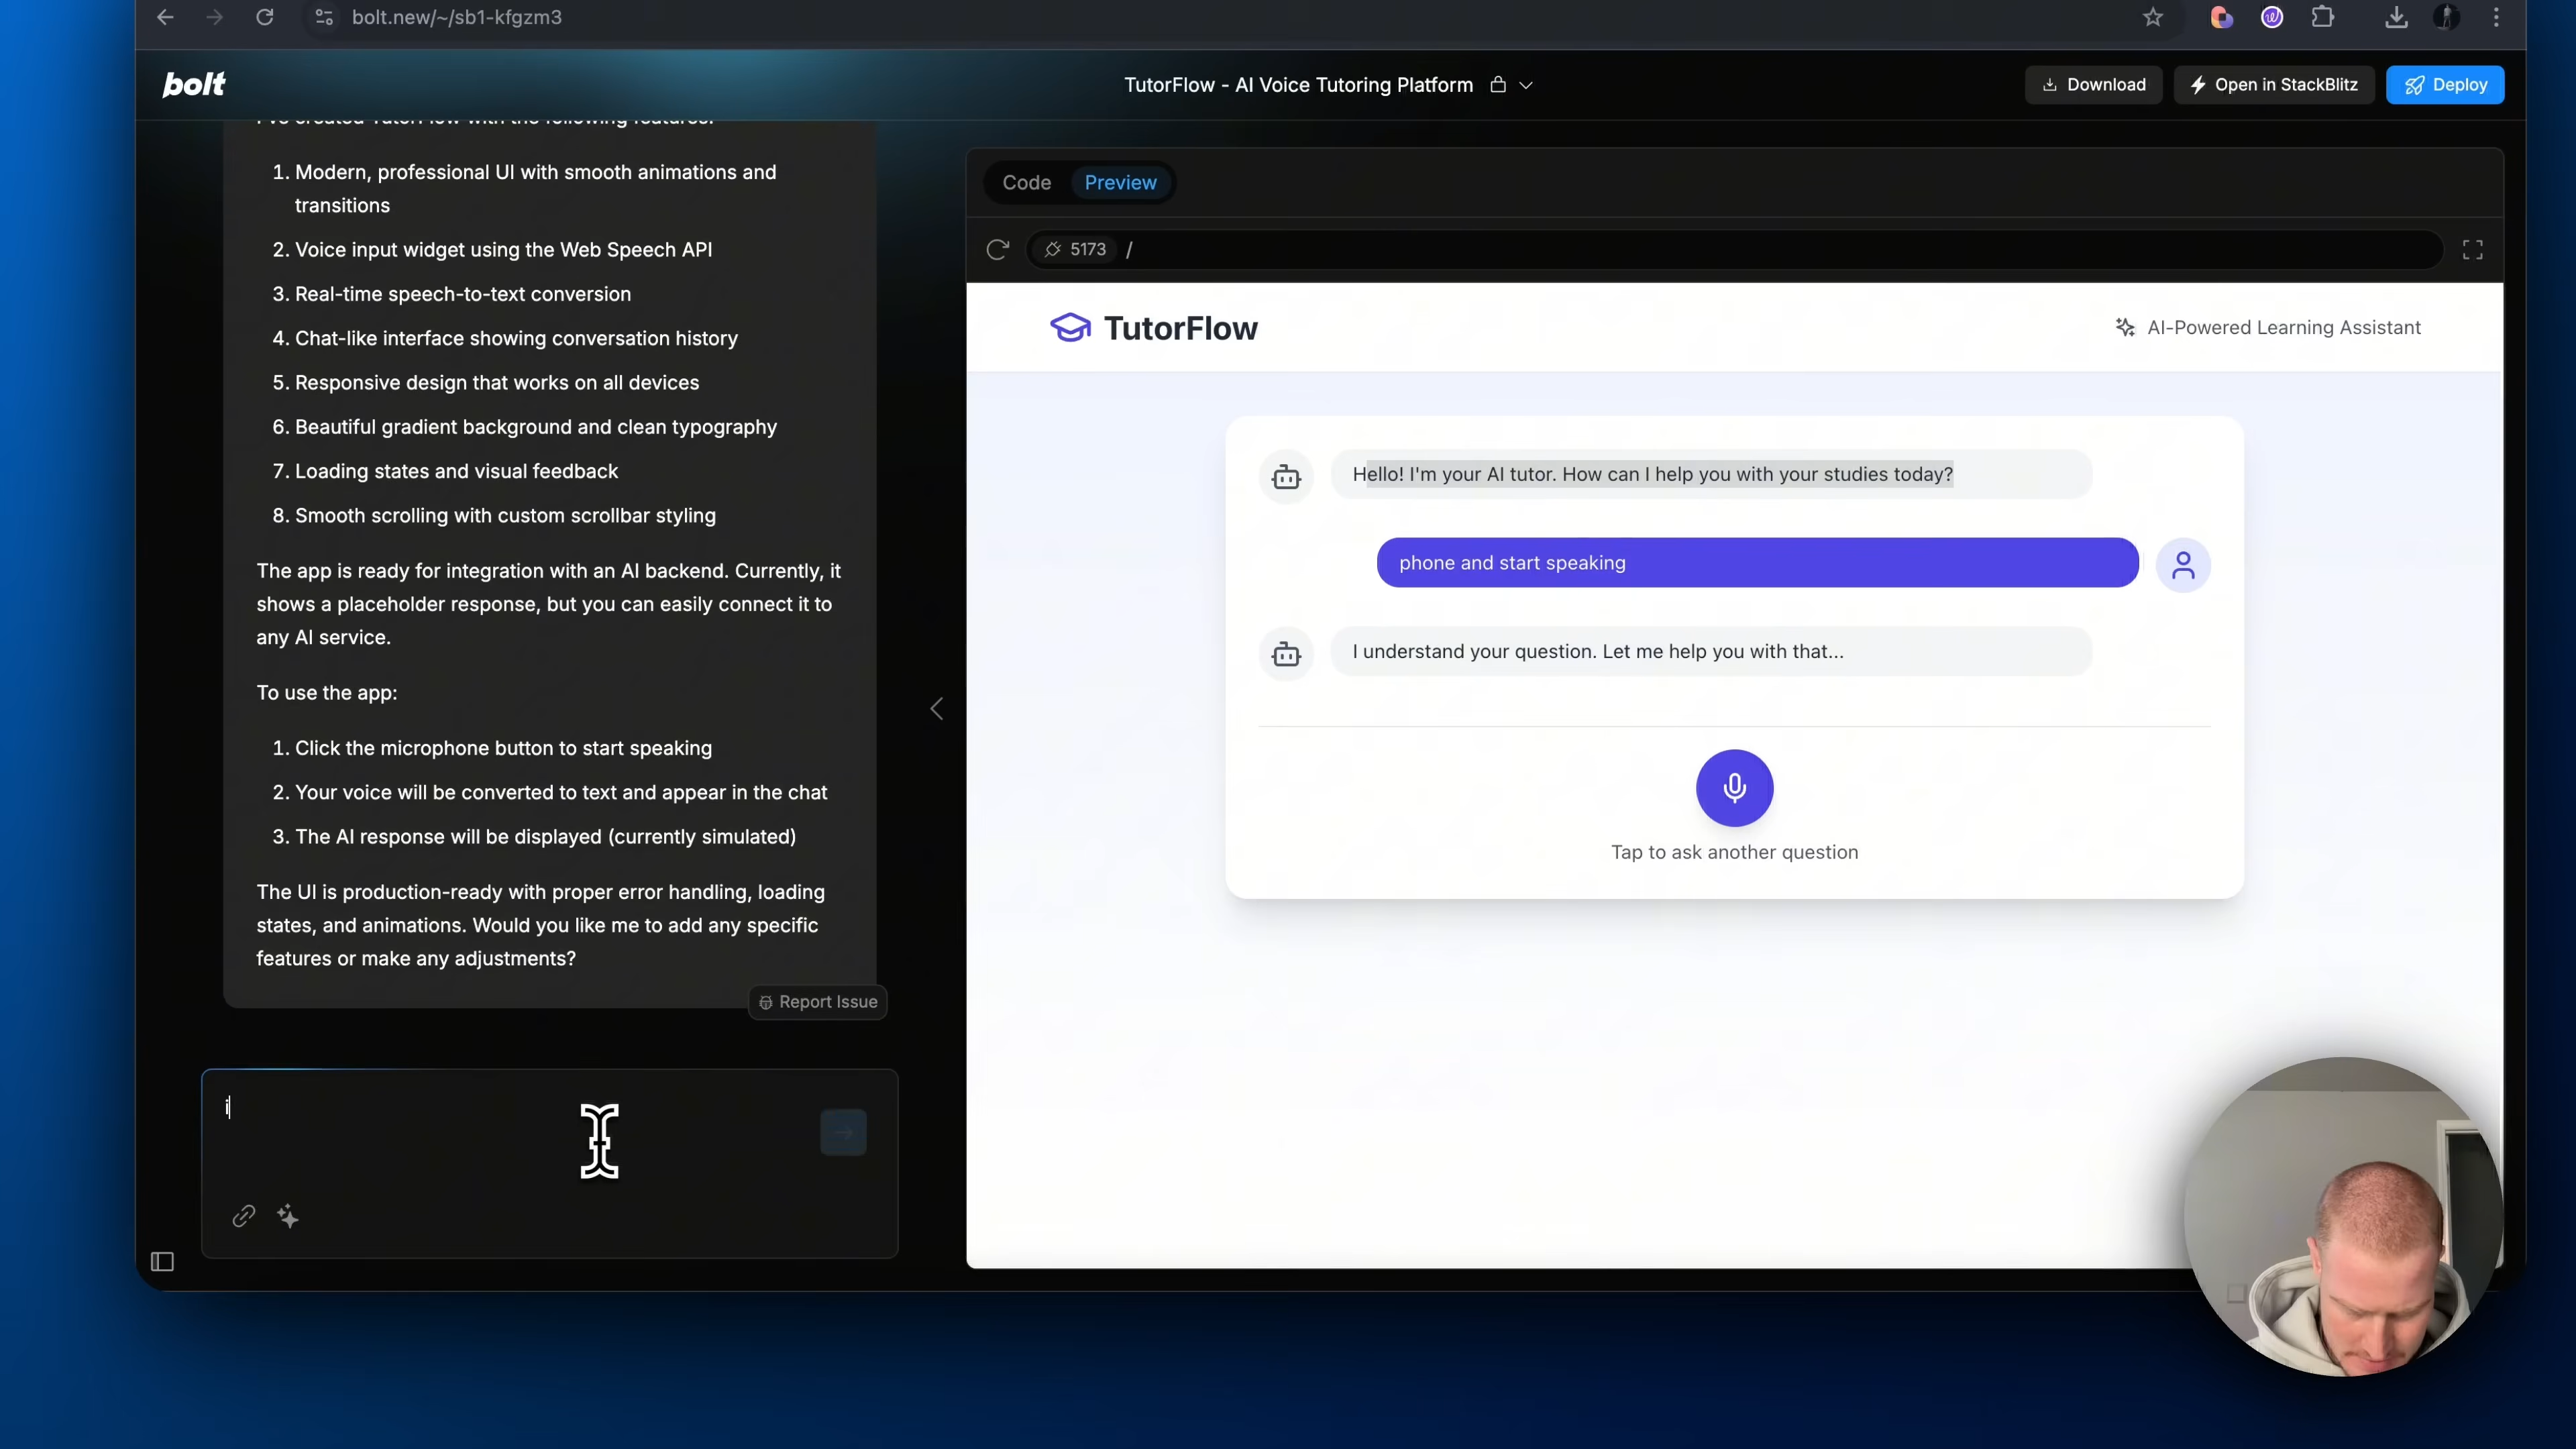 bolt.new/~/sb1-kfgzm3
bolt
TutorFlow - AI Voice Tutoring Platform
Download
Open in StackBlitz
Deploy
I've created TutorFlow with the following features:
1. Modern, professional UI with smooth animations and
transitions
2. Voice input widget using the Web Speech API
3. Real-time speech-to-text conversion
4. Chat-like interface showing conversation history
5. Responsive design that works on all devices
6. Beautiful gradient background and clean typography
7. Loading states and visual feedback
8. Smooth scrolling with custom scrollbar styling
The app is ready for integration with an AI backend. Currently, it
shows a placeholder response, but you can easily connect it to
any AI service.
To use the app:
1. Click the microphone button to start speaking
2. Your voice will be converted to text and appear in the chat
3. The AI response will be displayed (currently simulated)
The UI is production-ready with proper error handling, loading
states, and animations. Would you like me to add any specific
features or make any adjustments?
Report Issue
i
Code
Preview
5173 /
TutorFlow
AI-Powered Learning Assistant
Hello! I'm your AI tutor. How can I help you with your studies today?
phone and start speaking
I understand your question. Let me help you with that...
Tap to ask another question